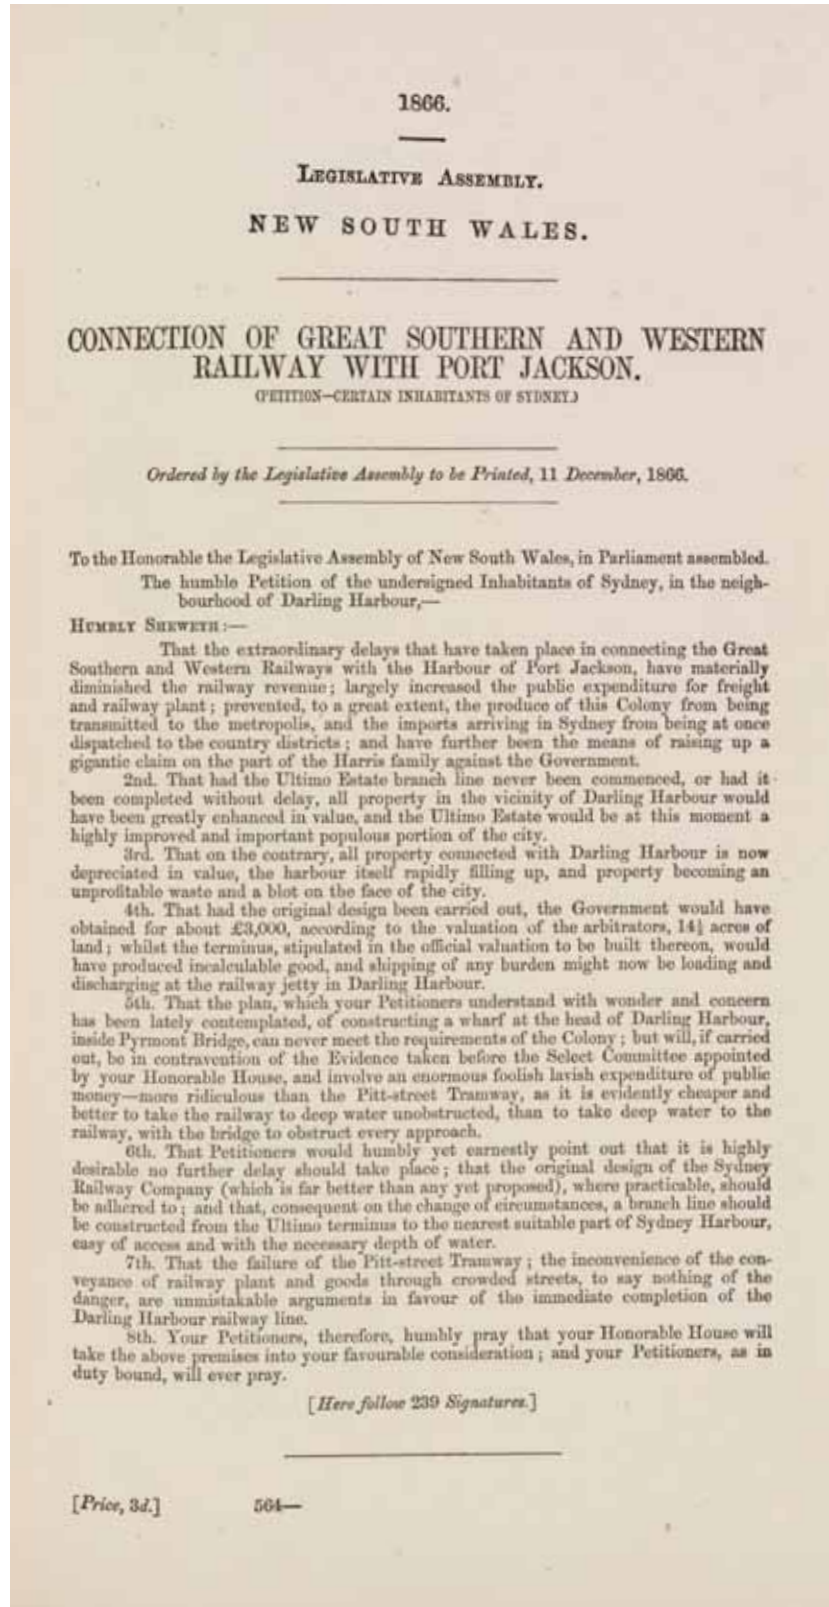 1866.
LEGISLATIVE ASSEMBLY.
NEW SOUTH WALES.
CONNECTION OF GREAT SOUTHERN AND WESTERN
RAILWAY WITH PORT JACKSON.
(PETITION—CERTAIN INHABITANTS OF SYDNEY.)
Ordered by the Legislative Assembly to be Printed, 11 December, 1866.
To the Honorable the Legislative Assembly of New South Wales, in Parliament assembled.
The humble Petition of the undersigned Inhabitants of Sydney, in the neigh-
bourhood of Darling Harbour,—
HUMBLY SHEWETH:—
That the extraordinary delays that have taken place in connecting the Great
Southern and Western Railways with the Harbour of Port Jackson, have materially
diminished the railway revenue; largely increased the public expenditure for freight
and railway plant; prevented, to a great extent, the produce of this Colony from being
transmitted to the metropolis, and the imports arriving in Sydney from being at once
dispatched to the country districts; and have further been the means of raising up a
gigantic claim on the part of the Harris family against the Government.
2nd. That had the Ultimo Estate branch line never been commenced, or had it
been completed without delay, all property in the vicinity of Darling Harbour would
have been greatly enhanced in value, and the Ultimo Estate would be at this moment a
highly improved and important populous portion of the city.
3rd. That on the contrary, all property connected with Darling Harbour is now
depreciated in value, the harbour itself rapidly filling up, and property becoming an
unprofitable waste and a blot on the face of the city.
4th. That had the original design been carried out, the Government would have
obtained for about £3,000, according to the valuation of the arbitrators, 14½ acres of
land; whilst the terminus, stipulated in the official valuation to be built thereon, would
have produced incalculable good, and shipping of any burden might now be loading and
discharging at the railway jetty in Darling Harbour.
5th. That the plan, which your Petitioners understand with wonder and concern
has been lately contemplated, of constructing a wharf at the head of Darling Harbour,
inside Pyrmont Bridge, can never meet the requirements of the Colony; but will, if carried
out, be in contravention of the Evidence taken before the Select Committee appointed
by your Honorable House, and involve an enormous foolish lavish expenditure of public
money—more ridiculous than the Pitt-street Tramway, as it is evidently cheaper and
better to take the railway to deep water unobstructed, than to take deep water to the
railway, with the bridge to obstruct every approach.
6th. That Petitioners would humbly yet earnestly point out that it is highly
desirable no further delay should take place; that the original design of the Sydney
Railway Company (which is far better than any yet proposed), where practicable, should
be adhered to; and that, consequent on the change of circumstances, a branch line should
be constructed from the Ultimo terminus to the nearest suitable part of Sydney Harbour,
easy of access and with the necessary depth of water.
7th. That the failure of the Pitt-street Tramway; the inconvenience of the con-
veyance of railway plant and goods through crowded streets, to say nothing of the
danger, are unmistakable arguments in favour of the immediate completion of the
Darling Harbour railway line.
8th. Your Petitioners, therefore, humbly pray that your Honorable House will
take the above premises into your favourable consideration; and your Petitioners, as in
duty bound, will ever pray.
[Here follow 239 Signatures.]
[Price, 3d.] 564—